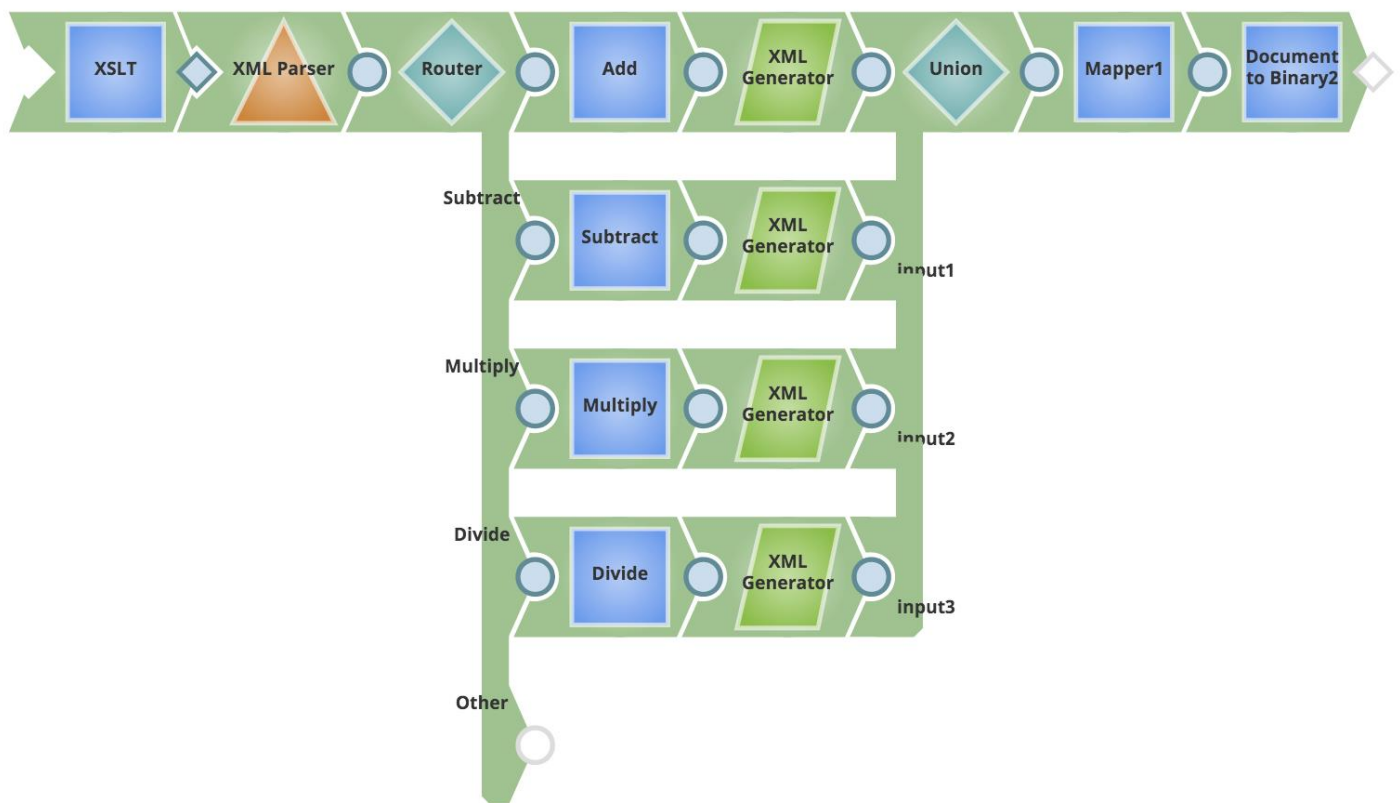 XSLT
XML Parser
Router
Add
XML
Generator
Union
Mapper1
Document
to Binary2
Subtract
Subtract
XML
Generator
input1
Multiply
Multiply
XML
Generator
input2
Divide
Divide
XML
Generator
input3
Other